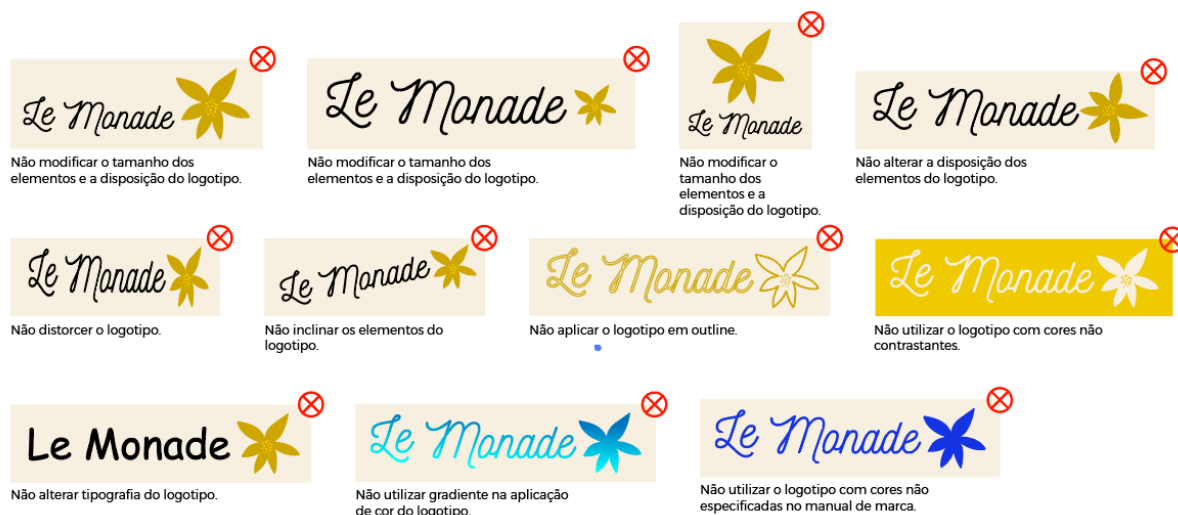 Le Monade
Le Monade
Le Monade
Le Monade
Não modificar o tamanho dos
elementos e a disposição do logotipo.
Não modificar o tamanho dos
elementos e a disposição do logotipo.
Não modificar o
tamanho dos
elementos e a
disposição do logotipo.
Não alterar a disposição dos
elementos do logotipo.
Le Monade
Le Monade
Le Monade
Le Monade
Não distorcer o logotipo.
Não inclinar os elementos do
logotipo.
Não aplicar o logotipo em outline.
Não utilizar o logotipo com cores não
contrastantes.
Le Monade
Le Monade
Le Monade
Não alterar tipografia do logotipo.
Não utilizar gradiente na aplicação
de cor do logotipo.
Não utilizar o logotipo com cores não
especificadas no manual de marca.